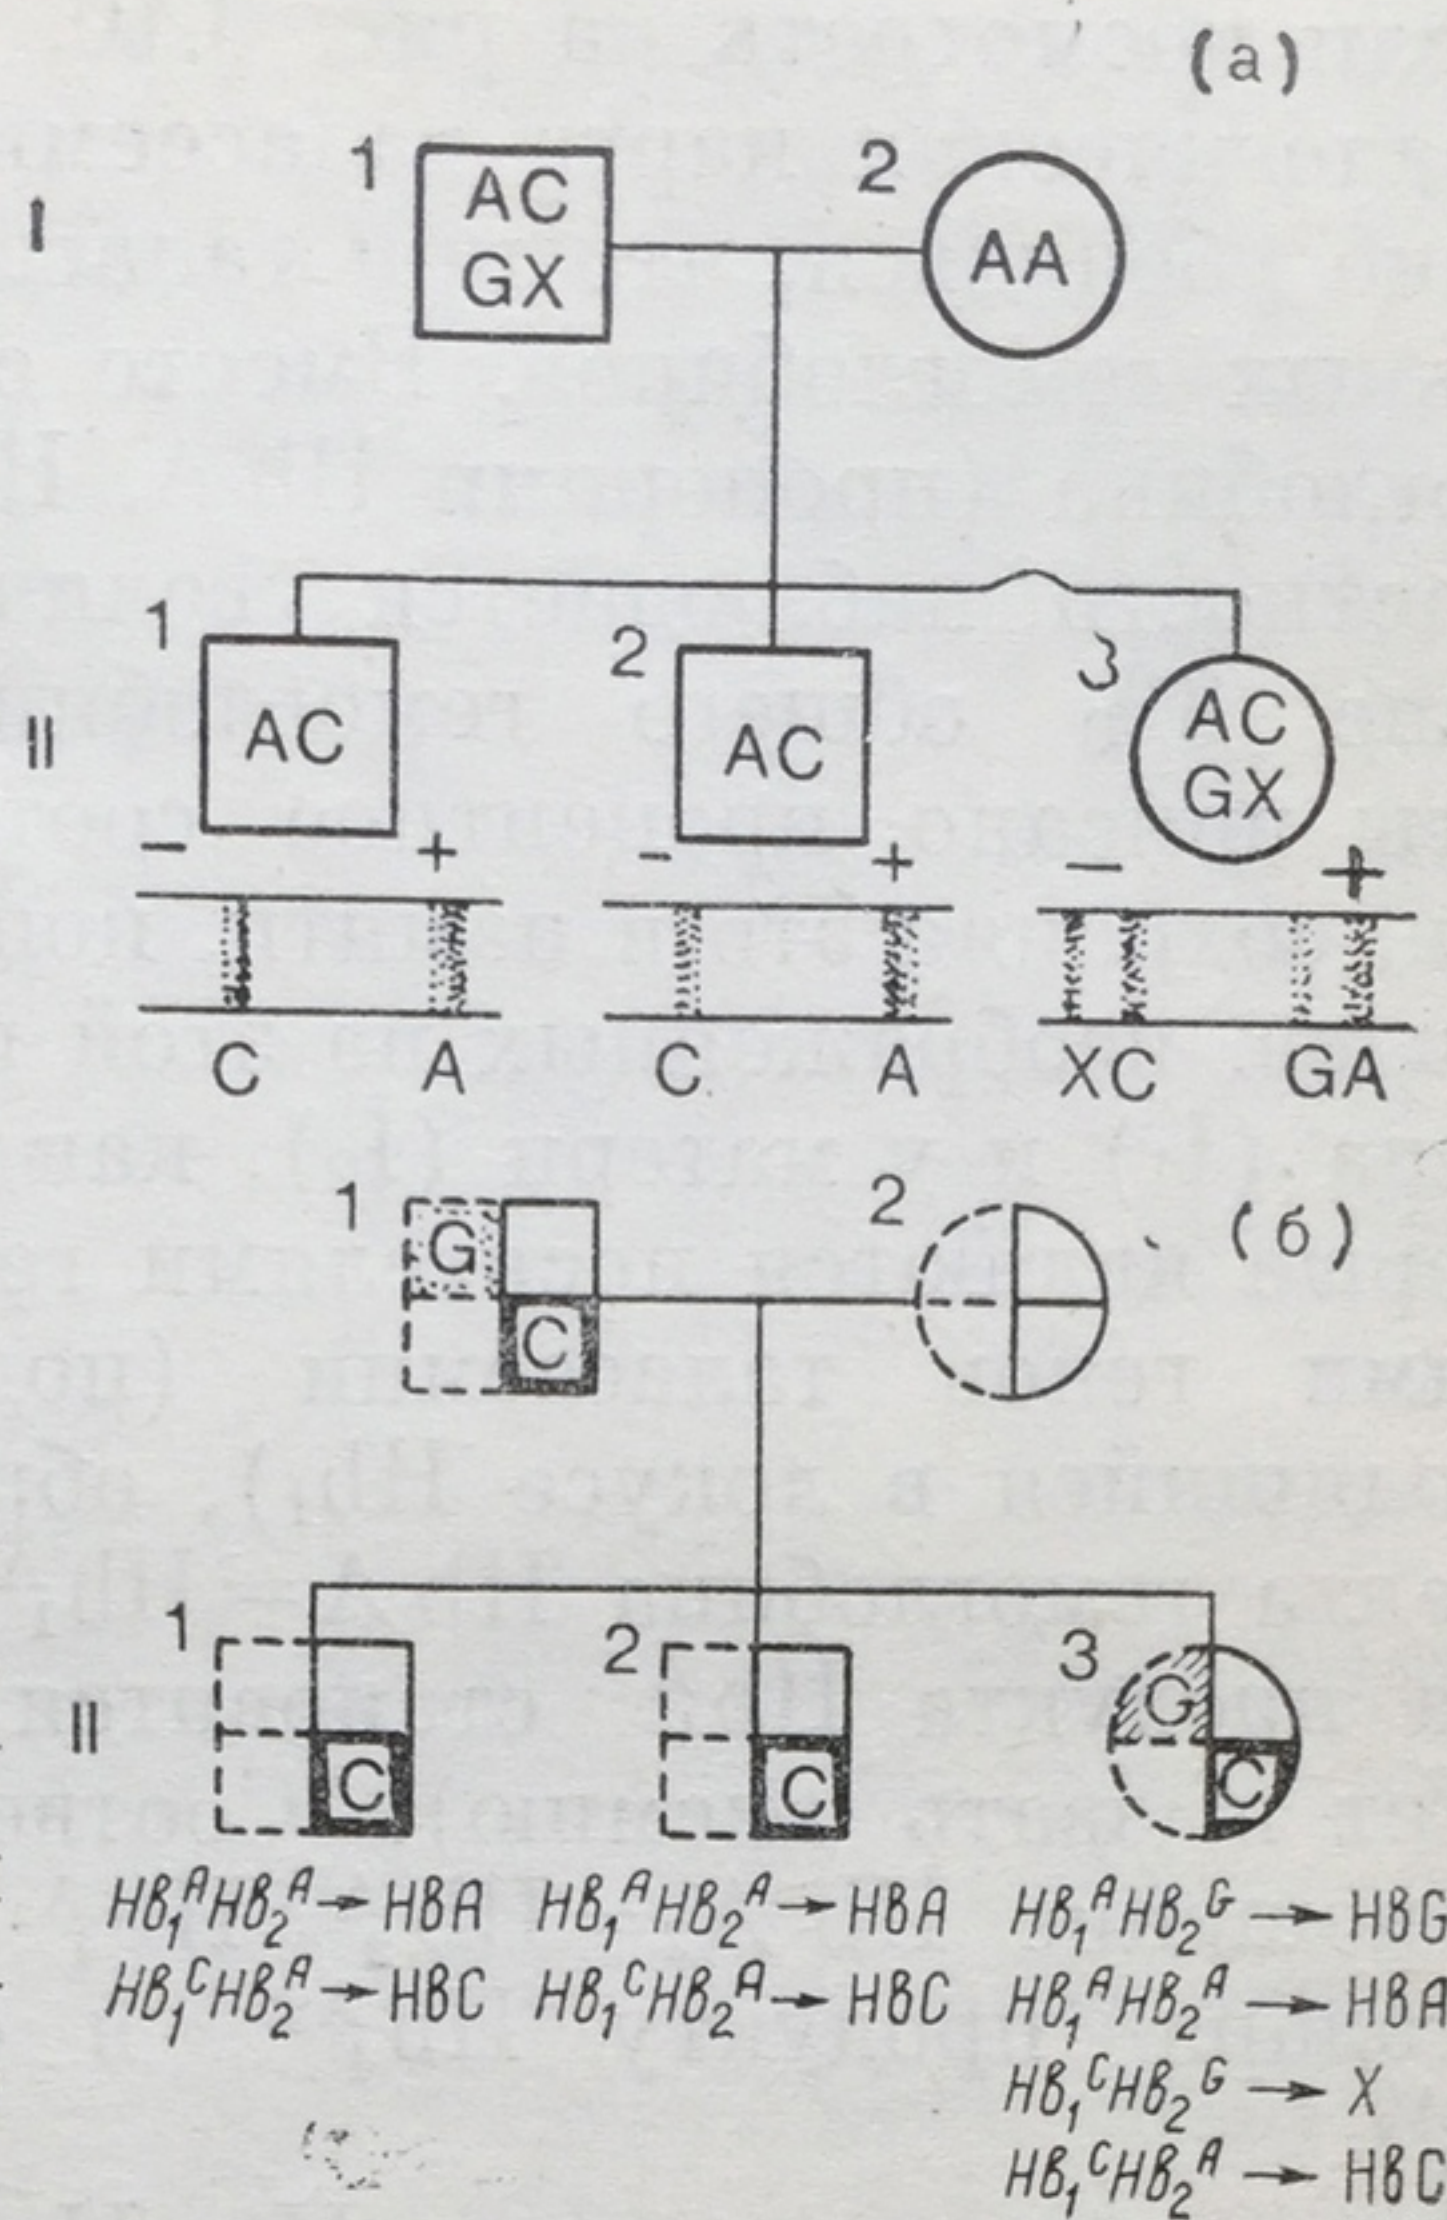 (а)
1 AC GX 2 AA
I
1 AC 2 AC 3 AC GX
II
− + − + − +
C A C A XC GA
1 G C 2 (б)
1 C 2 C 3 G C
II
HB₁ᴬHB₂ᴬ → HBA HB₁ᴬHB₂ᴬ → HBA HB₁ᴬHB₂ᴳ → HBG
HB₁ᶜHB₂ᴬ → HBC HB₁ᶜHB₂ᴬ → HBC HB₁ᴬHB₂ᴬ → HBA
HB₁ᶜHB₂ᴳ → X
HB₁ᶜHB₂ᴬ → HBC